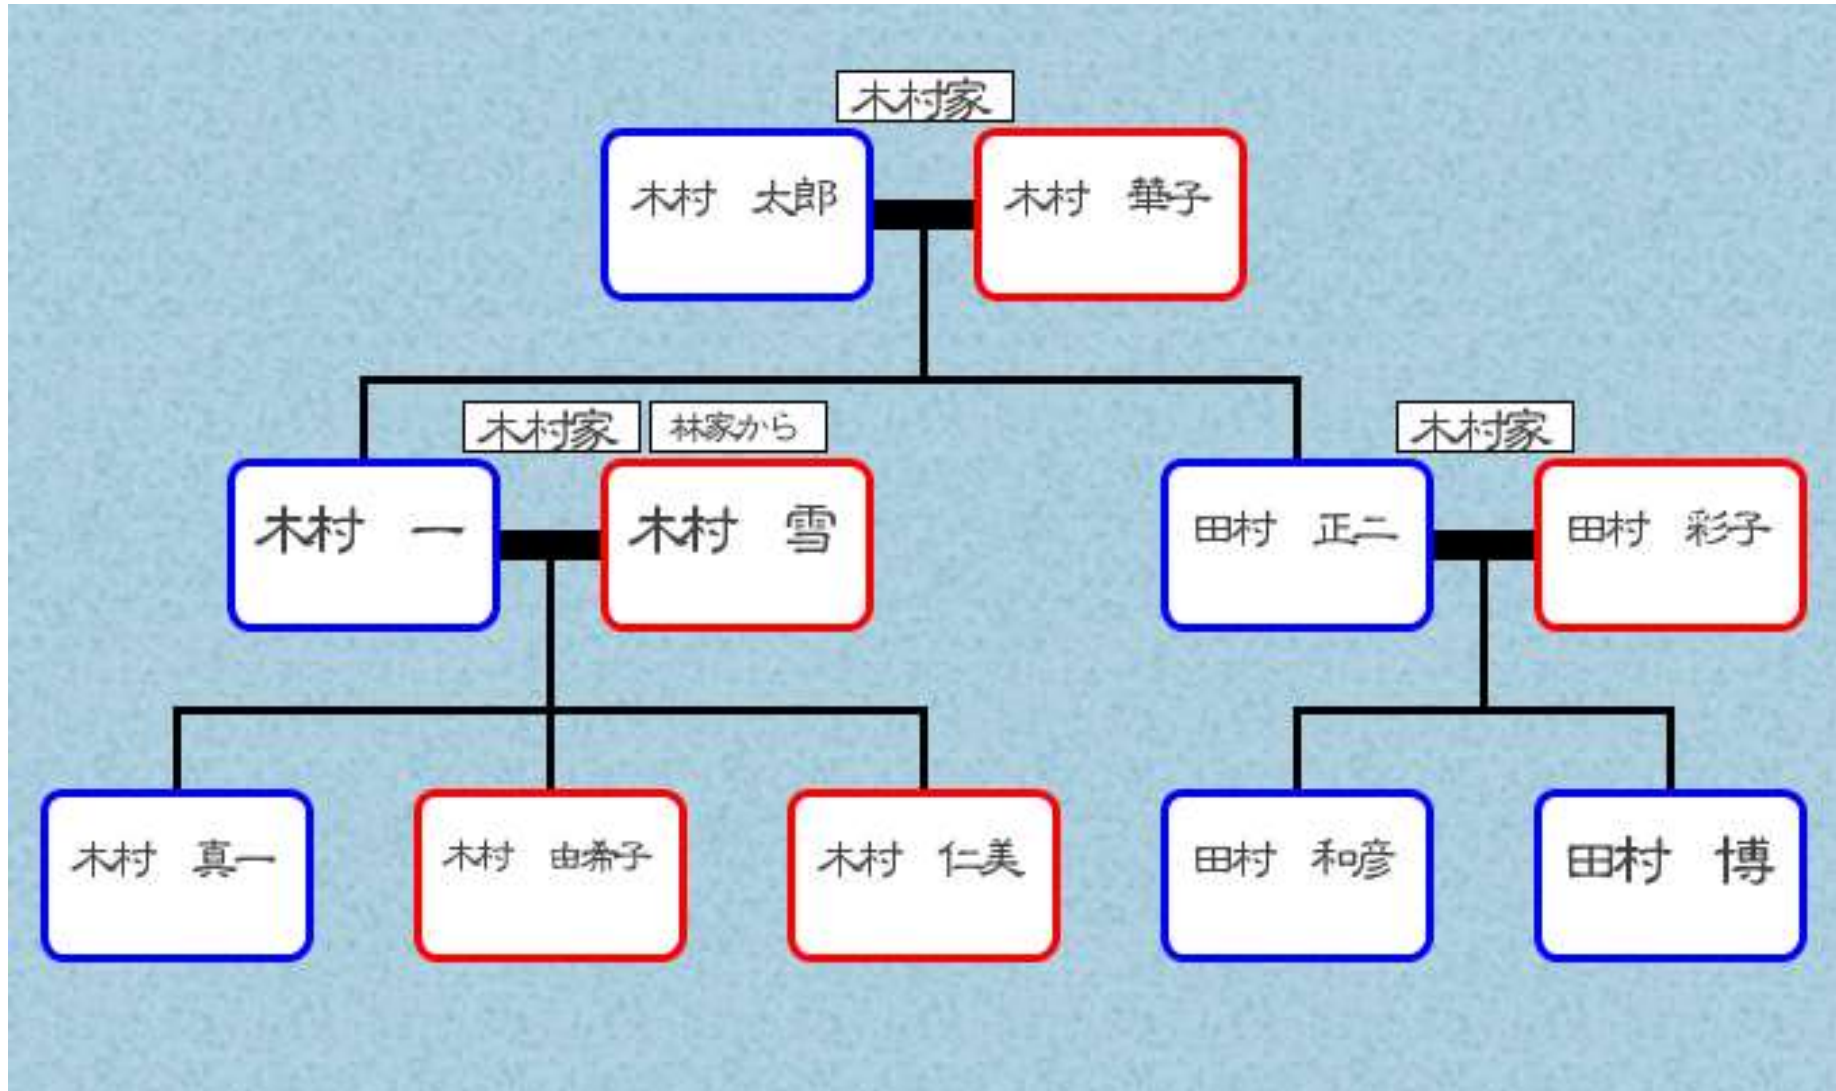 木村家
木村　太郎
木村　華子
木村家
林家から
木村家
木村　一
木村　雪
田村　正二
田村　彩子
木村　真一
木村　由希子
木村　仁美
田村　和彦
田村　博